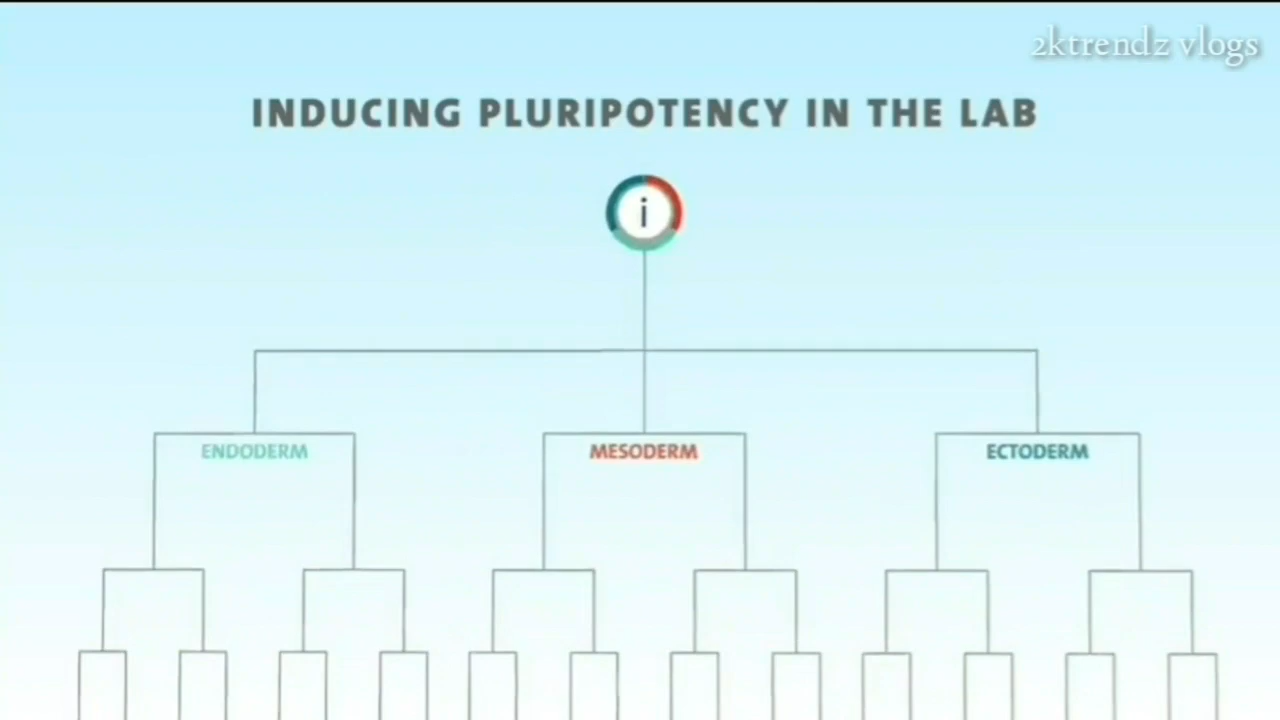 2ktrendz vlogs
INDUCING PLURIPOTENCY IN THE LAB
i
ENDODERM
MESODERM
ECTODERM